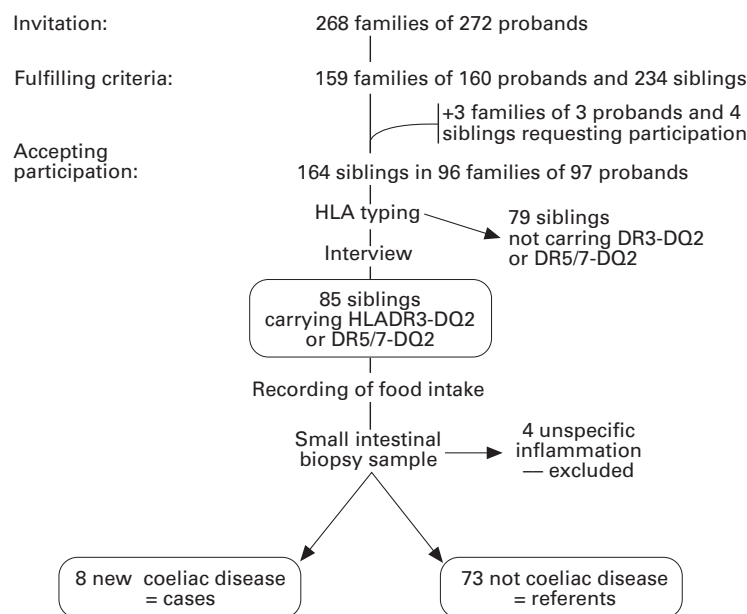 Invitation:
268 families of 272 probands
Fulfilling criteria:
159 families of 160 probands and 234 siblings
+3 families of 3 probands and 4
siblings requesting participation
Accepting
participation:
164 siblings in 96 families of 97 probands
HLA typing
79 siblings
not carrying DR3-DQ2
or DR5/7-DQ2
Interview
85 siblings
carrying HLADR3-DQ2
or DR5/7-DQ2
Recording of food intake
Small intestinal
biopsy sample
4 unspecific
inflammation
— excluded
8 new coeliac disease
= cases
73 not coeliac disease
= referents